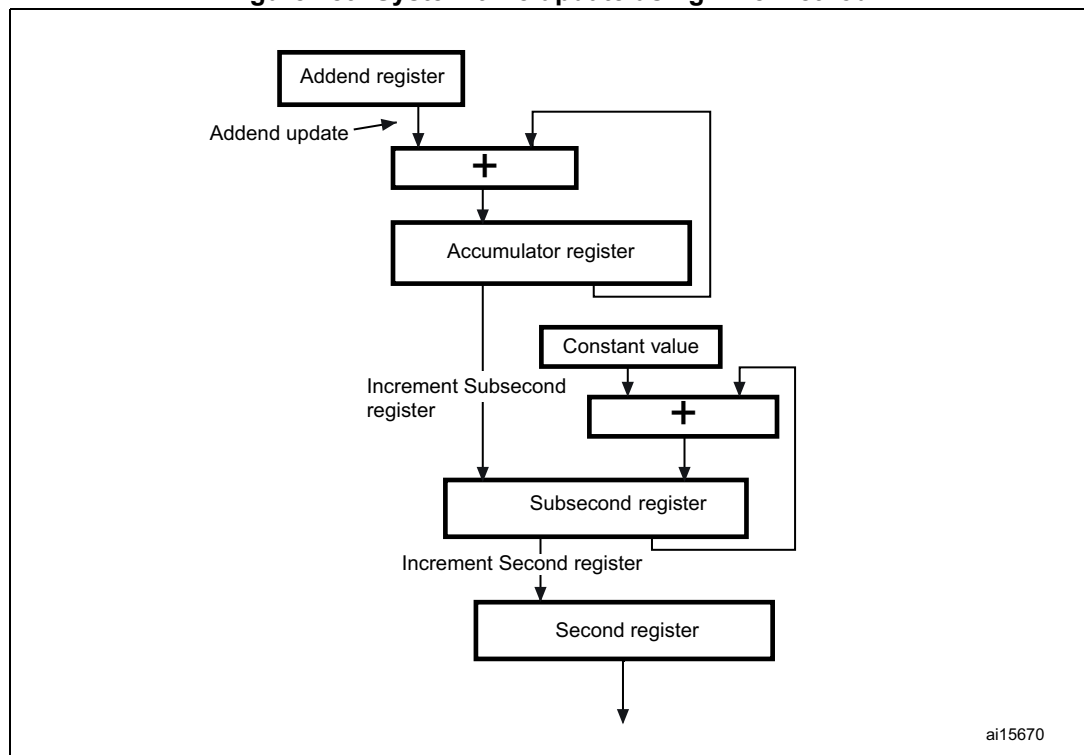 Addend register
Addend update
+
Accumulator register
Constant value
Increment Subsecond
register
+
Subsecond register
Increment Second register
Second register
ai15670